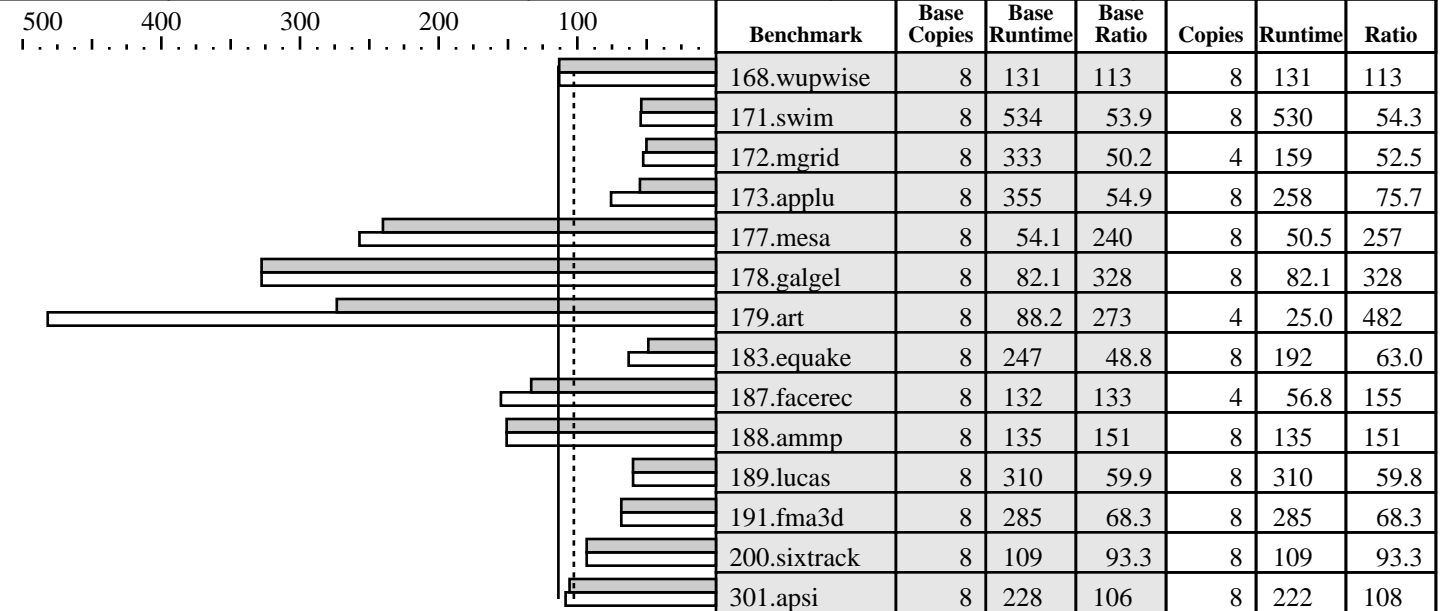 500 400 300 200 100
Benchmark Base Copies Base Runtime Base Ratio Copies Runtime Ratio
168.wupwise 8 131 113 8 131 113
171.swim 8 534 53.9 8 530 54.3
172.mgrid 8 333 50.2 4 159 52.5
173.applu 8 355 54.9 8 258 75.7
177.mesa 8 54.1 240 8 50.5 257
178.galgel 8 82.1 328 8 82.1 328
179.art 8 88.2 273 4 25.0 482
183.equake 8 247 48.8 8 192 63.0
187.facerec 8 132 133 4 56.8 155
188.ammp 8 135 151 8 135 151
189.lucas 8 310 59.9 8 310 59.8
191.fma3d 8 285 68.3 8 285 68.3
200.sixtrack 8 109 93.3 8 109 93.3
301.apsi 8 228 106 8 222 108